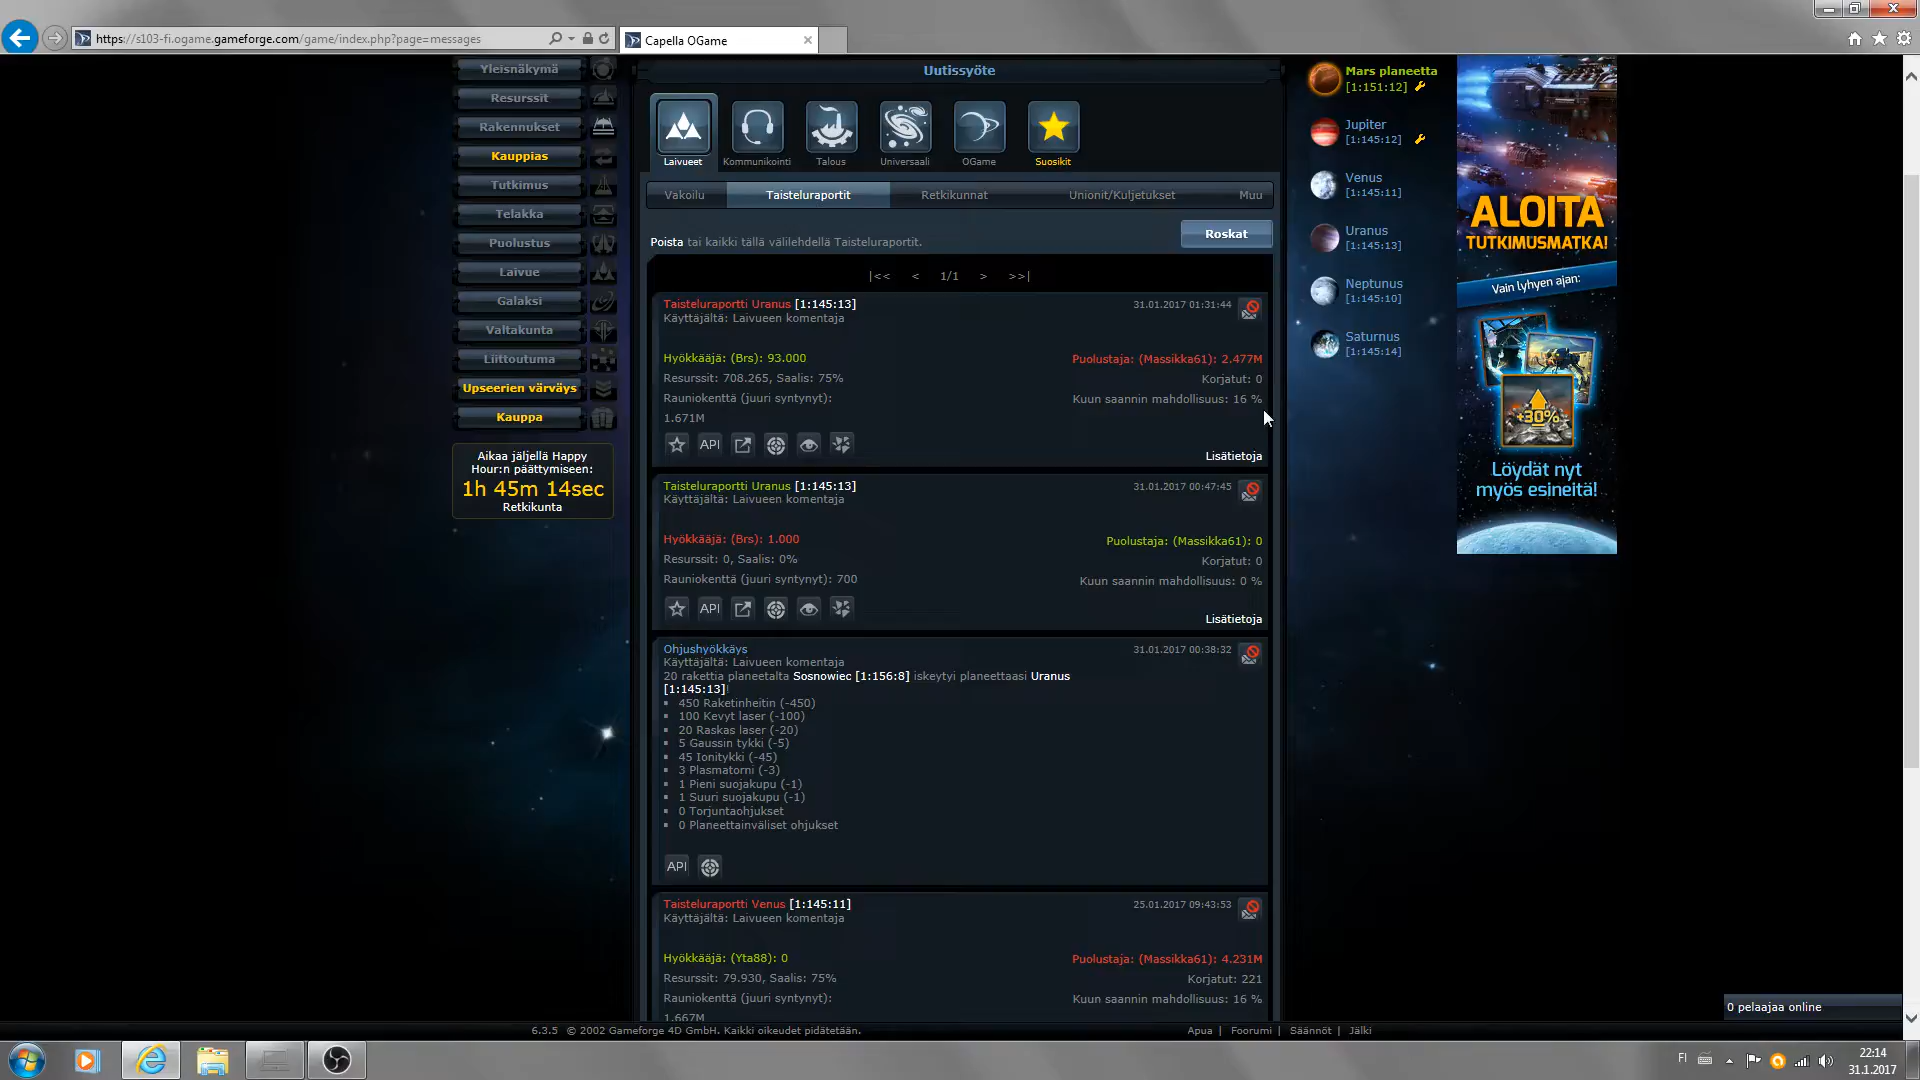 https://s103-fi.ogame.gameforge.com/game/index.php?page=messages
Capella OGame
Yleisnäkymä
Resurssit
Rakennukset
Kauppias
Tutkimus
Telakka
Puolustus
Laivue
Galaksi
Valtakunta
Liittoutuma
Upseerien värväys
Kauppa
Aikaa jäljellä Happy
Hour:n päättymiseen:
1h 45m 14sec
Retkikunta
Uutissyöte
Laivueet
Kommunikointi
Talous
Universaali
OGame
Suosikit
Vakoilu
Taisteluraportit
Retkikunnat
Unionit/Kuljetukset
Muu
Poista tai kaikki tällä välilehdellä Taisteluraportit.
Roskat
|<< < 1/1 > >>|
Taisteluraportti Uranus [1:145:13]
31.01.2017 01:31:44
Käyttäjältä: Laivueen komentaja
Hyökkääjä: (Brs): 93.000
Puolustaja: (Massikka61): 2.477M
Resurssit: 708.265, Saalis: 75%
Korjatut: 0
Rauniokenttä (juuri syntynyt):
1.671M
Kuun saannin mahdollisuus: 16 %
API
Lisätietoja
Taisteluraportti Uranus [1:145:13]
31.01.2017 00:47:45
Käyttäjältä: Laivueen komentaja
Hyökkääjä: (Brs): 1.000
Puolustaja: (Massikka61): 0
Resurssit: 0, Saalis: 0%
Korjatut: 0
Rauniokenttä (juuri syntynyt): 700
Kuun saannin mahdollisuus: 0 %
API
Lisätietoja
Ohjushyökkäys
31.01.2017 00:38:32
Käyttäjältä: Laivueen komentaja
20 rakettia planeetalta Sosnowiec [1:156:8] iskeytyi planeettaasi Uranus
[1:145:13]!
450 Raketinheitin (-450)
100 Kevyt laser (-100)
20 Raskas laser (-20)
5 Gaussin tykki (-5)
45 Ionitykki (-45)
3 Plasmatorni (-3)
1 Pieni suojakupu (-1)
1 Suuri suojakupu (-1)
0 Torjuntaohjukset
0 Planeettainväliset ohjukset
API
Taisteluraportti Venus [1:145:11]
25.01.2017 09:43:53
Käyttäjältä: Laivueen komentaja
Hyökkääjä: (Yta88): 0
Puolustaja: (Massikka61): 4.231M
Resurssit: 79.930, Saalis: 75%
Korjatut: 221
Rauniokenttä (juuri syntynyt):
1.667M
Kuun saannin mahdollisuus: 16 %
Mars planeetta
[1:151:12]
Jupiter
[1:145:12]
Venus
[1:145:11]
Uranus
[1:145:13]
Neptunus
[1:145:10]
Saturnus
[1:145:14]
ALOITA
TUTKIMUSMATKA!
Vain lyhyen ajan:
+30%
Löydät nyt
myös esineitä!
0 pelaajaa online
6.3.5 © 2002 Gameforge 4D GmbH. Kaikki oikeudet pidätetään.
Apua | Foorumi | Säännöt | Jälki
FI
22:14
31.1.2017